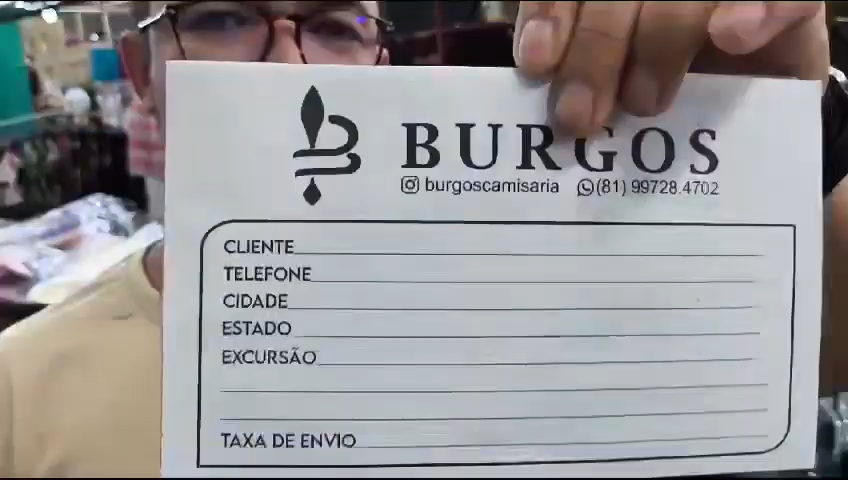 BURGOS
burgoscamisaria (81) 99728.4702
CLIENTE
TELEFONE
CIDADE
ESTADO
EXCURSÃO
TAXA DE ENVIO